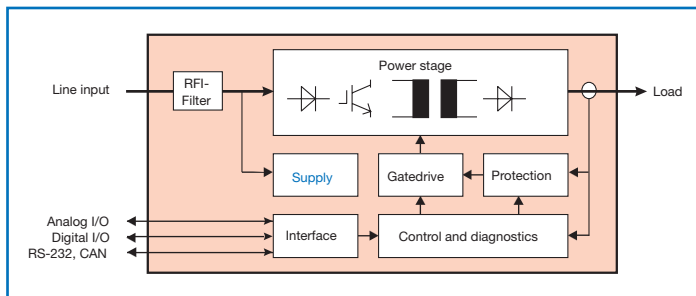 Power stage
Line input
RFI-
Filter
Load
Supply
Gatedrive
Protection
Analog I/O
Digital I/O
RS-232, CAN
Interface
Control and diagnostics